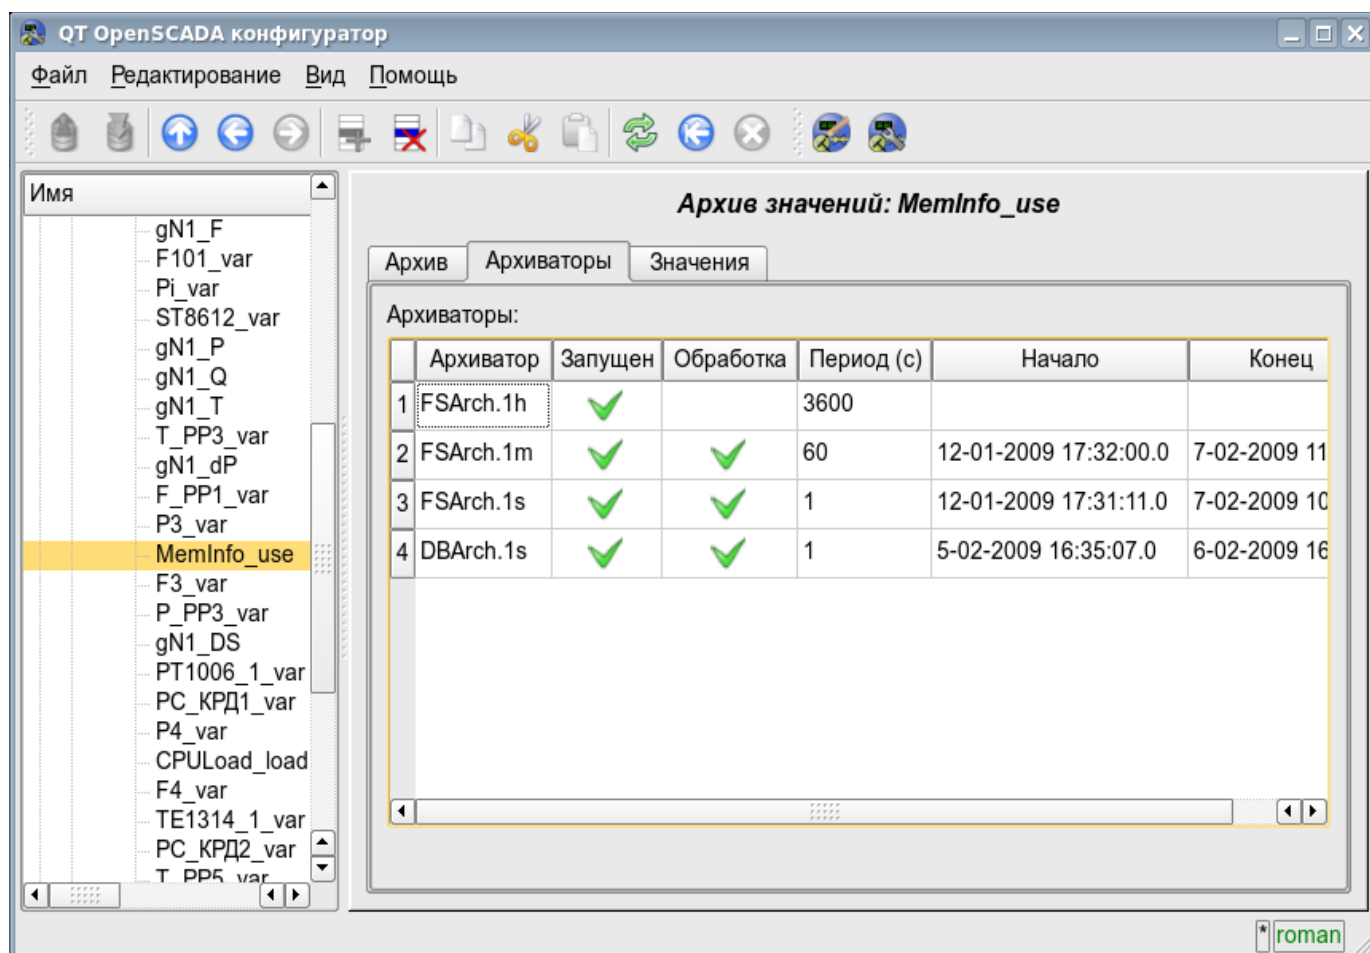 QT OpenSCADA конфигуратор
Файл Редактирование Вид Помощь
Имя
gN1_F
F101_var
Pi_var
ST8612_var
gN1_P
gN1_Q
gN1_T
T_PP3_var
gN1_dP
F_PP1_var
P3_var
MemInfo_use
F3_var
P_PP3_var
gN1_DS
PT1006_1_var
PC_КРД1_var
P4_var
CPULoad_load
F4_var
TE1314_1_var
PC_КРД2_var
T_PP5_var
Архив значений: MemInfo_use
Архив Архиваторы Значения
Архиваторы:
Архиватор Запущен Обработка Период (с) Начало Конец
1 FSArch.1h 3600
2 FSArch.1m 60 12-01-2009 17:32:00.0 7-02-2009 11
3 FSArch.1s 1 12-01-2009 17:31:11.0 7-02-2009 10
4 DBArch.1s 1 5-02-2009 16:35:07.0 6-02-2009 16
* roman